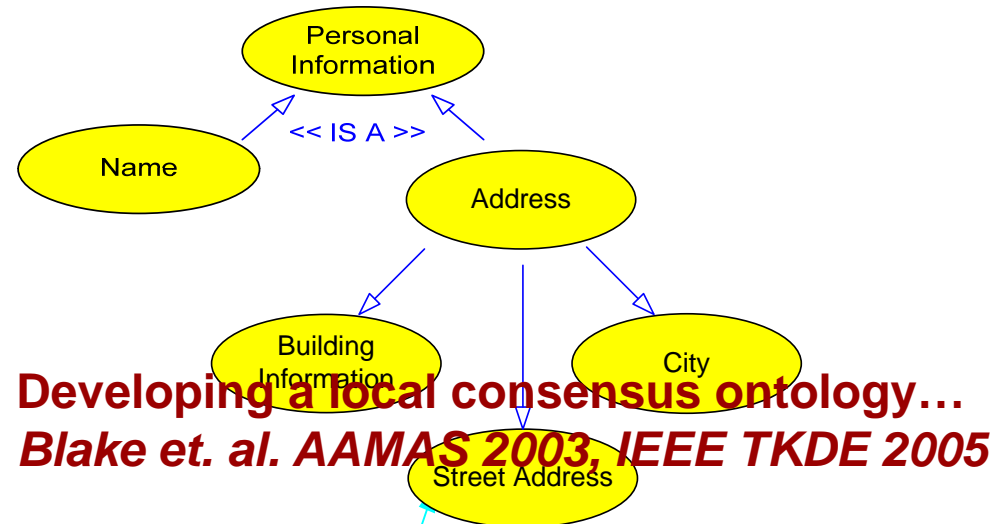 Personal
Information
<< IS A >>
Name
Address
Building
Information
City
Developing a local consensus ontology…
Blake et. al. AAMAS 2003, IEEE TKDE 2005
Street Address